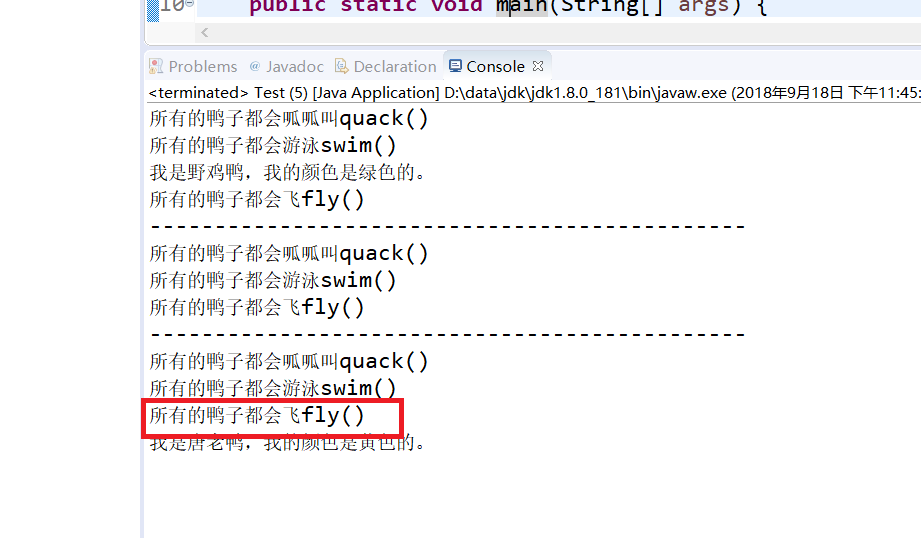 10 public static void main(String[] args) {
Problems @ Javadoc Declaration Console
<terminated> Test (5) [Java Application] D:\data\jdk\jdk1.8.0_181\bin\javaw.exe (2018年9月18日 下午11:45:
所有的鸭子都会呱呱叫quack()
所有的鸭子都会游泳swim()
我是野鸡鸭，我的颜色是绿色的。
所有的鸭子都会飞fly()
----------------------------------------------
所有的鸭子都会呱呱叫quack()
所有的鸭子都会游泳swim()
所有的鸭子都会飞fly()
----------------------------------------------
所有的鸭子都会呱呱叫quack()
所有的鸭子都会游泳swim()
所有的鸭子都会飞fly()
我是唐老鸭，我的颜色是黄色的。